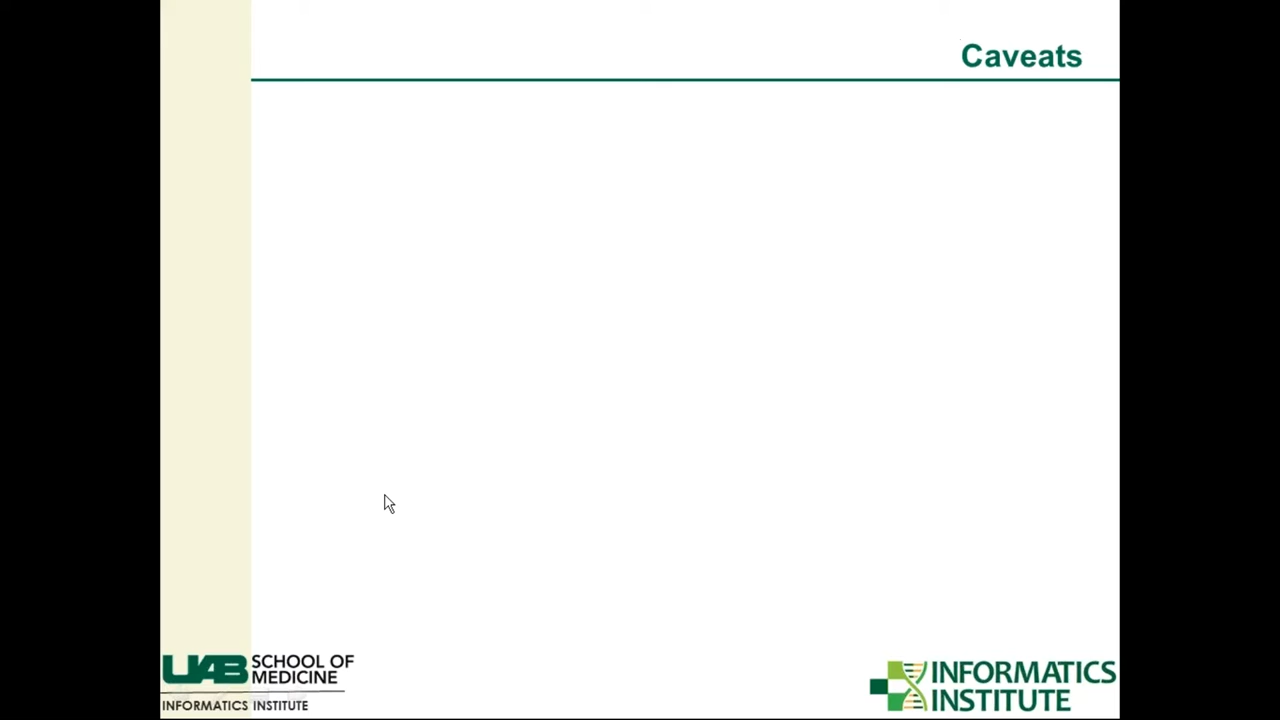 Caveats
UAB SCHOOL OF
MEDICINE
INFORMATICS INSTITUTE
INFORMATICS
INSTITUTE